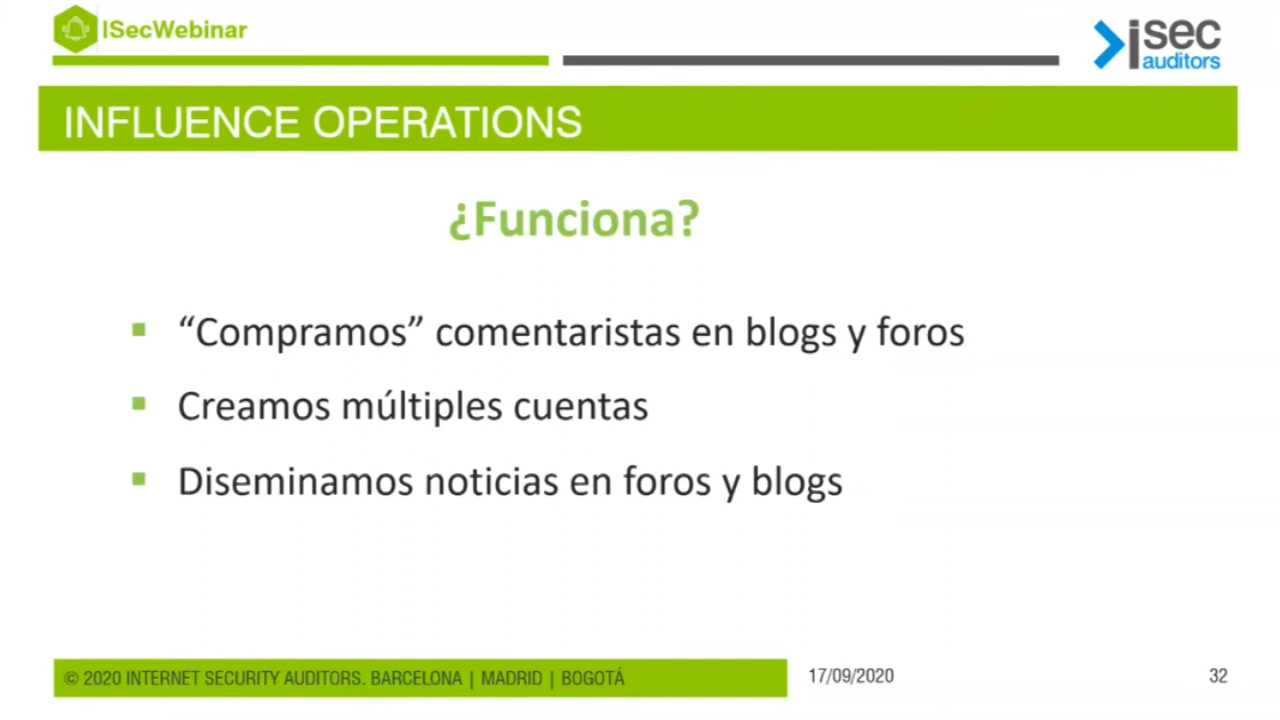 ISecWebinar
isec
auditors
INFLUENCE OPERATIONS
¿Funciona?
“Compramos” comentaristas en blogs y foros
Creamos múltiples cuentas
Diseminamos noticias en foros y blogs
© 2020 INTERNET SECURITY AUDITORS. BARCELONA | MADRID | BOGOTÁ
17/09/2020
32